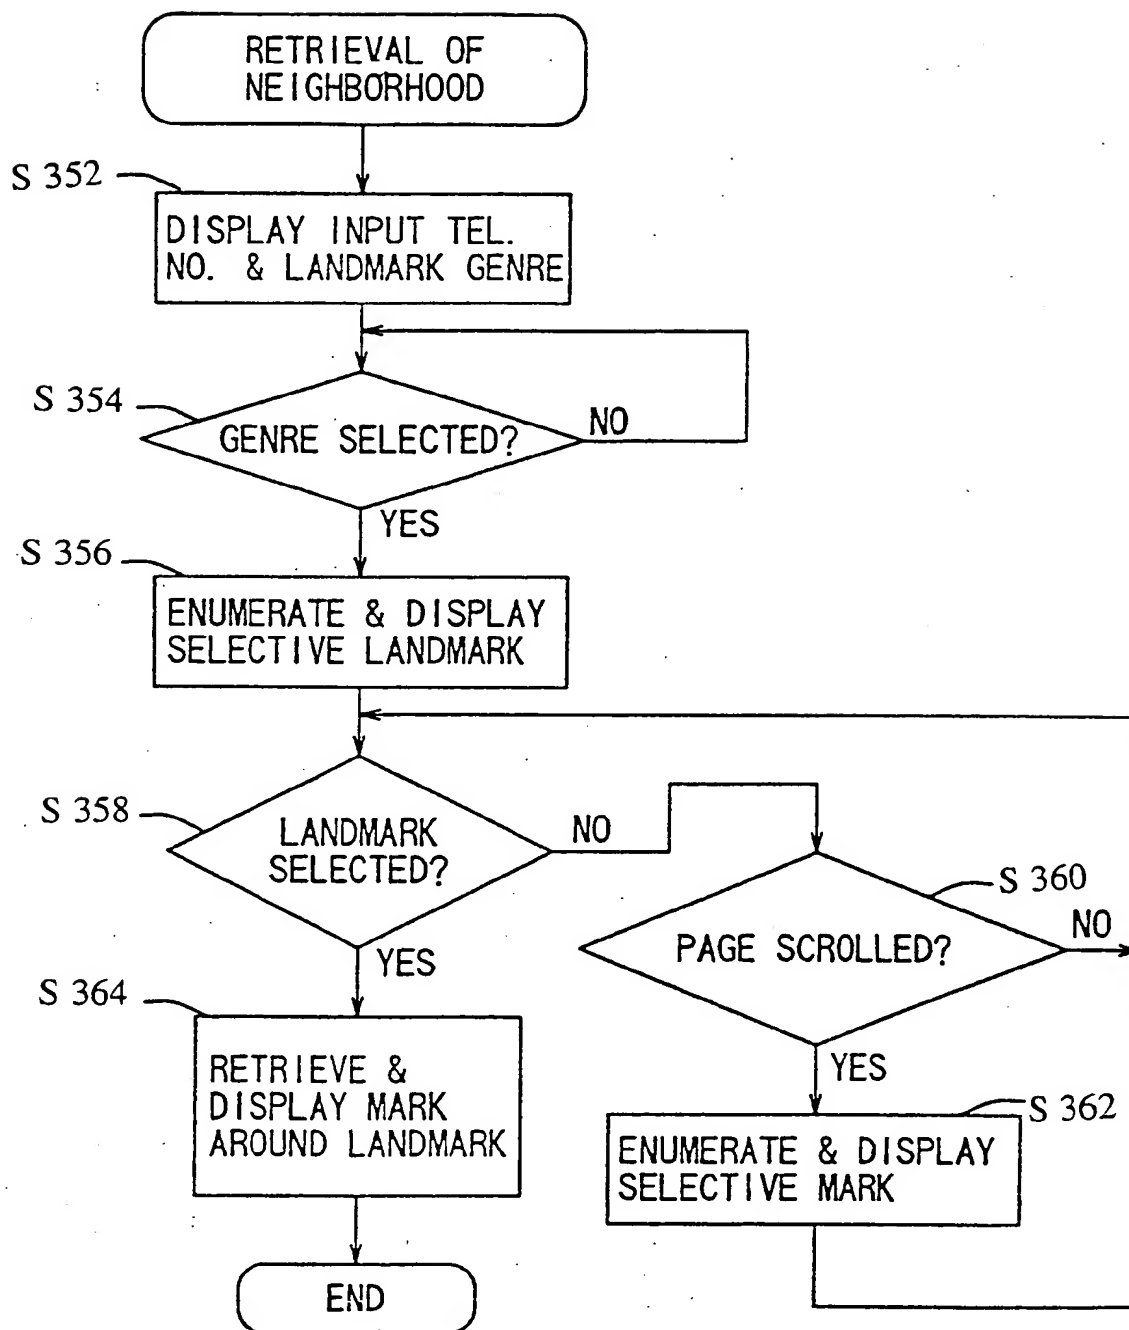 RETRIEVAL OF
NEIGHBORHOOD
S 352
DISPLAY INPUT TEL.
NO. & LANDMARK GENRE
S 354
GENRE SELECTED?
NO
YES
S 356
ENUMERATE & DISPLAY
SELECTIVE LANDMARK
S 358
LANDMARK
SELECTED?
NO
YES
S 360
PAGE SCROLLED?
NO
YES
S 362
ENUMERATE & DISPLAY
SELECTIVE MARK
S 364
RETRIEVE &
DISPLAY MARK
AROUND LANDMARK
END